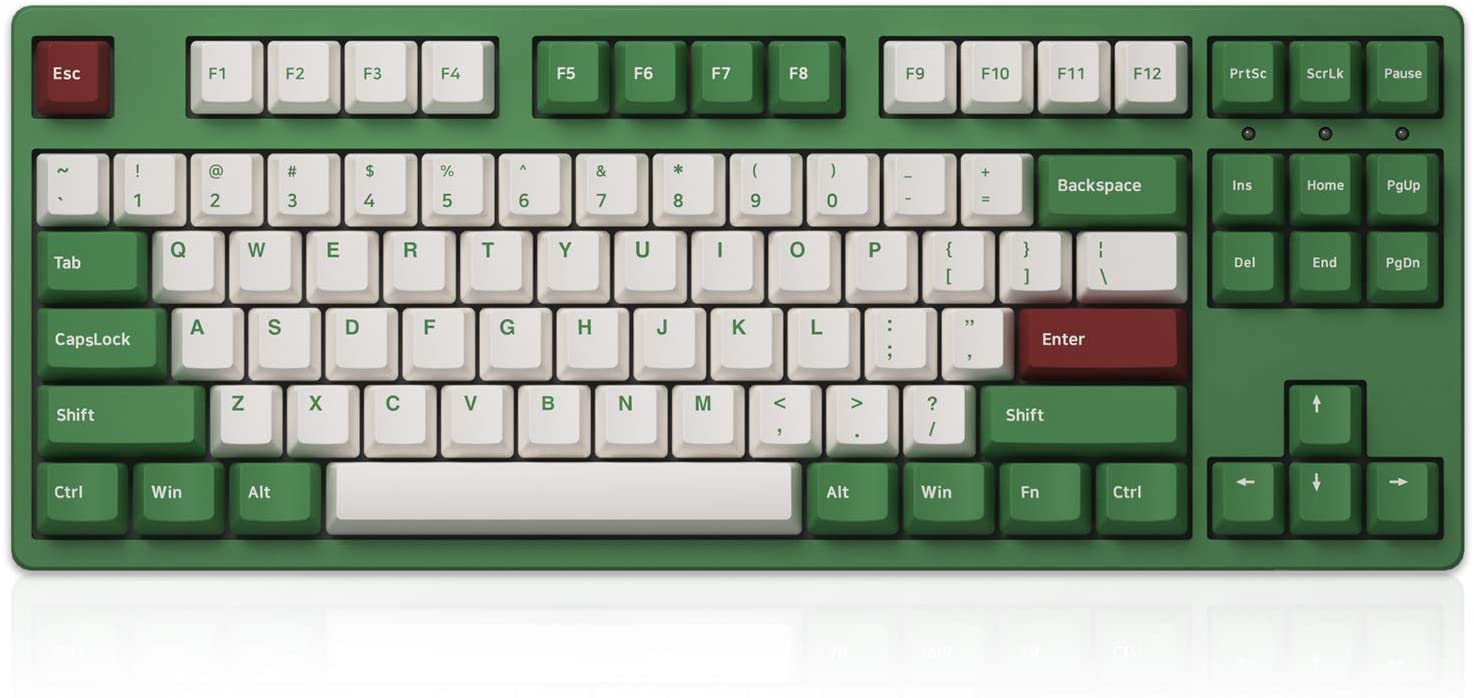 Esc F1 F2 F3 F4 F5 F6 F7 F8 F9 F10 F11 F12 PrtSc ScrLk Pause
~ ! @ # $ % ^ & * ( ) _ +
` 1 2 3 4 5 6 7 8 9 0 - = Backspace Ins Home PgUp
Tab Q W E R T Y U I O P { } ¦
[ ] \ Del End PgDn
CapsLock A S D F G H J K L : ” Enter
; ,
Shift Z X C V B N M < > ? Shift ↑
, . /
Ctrl Win Alt Alt Win Fn Ctrl ← ↓ →